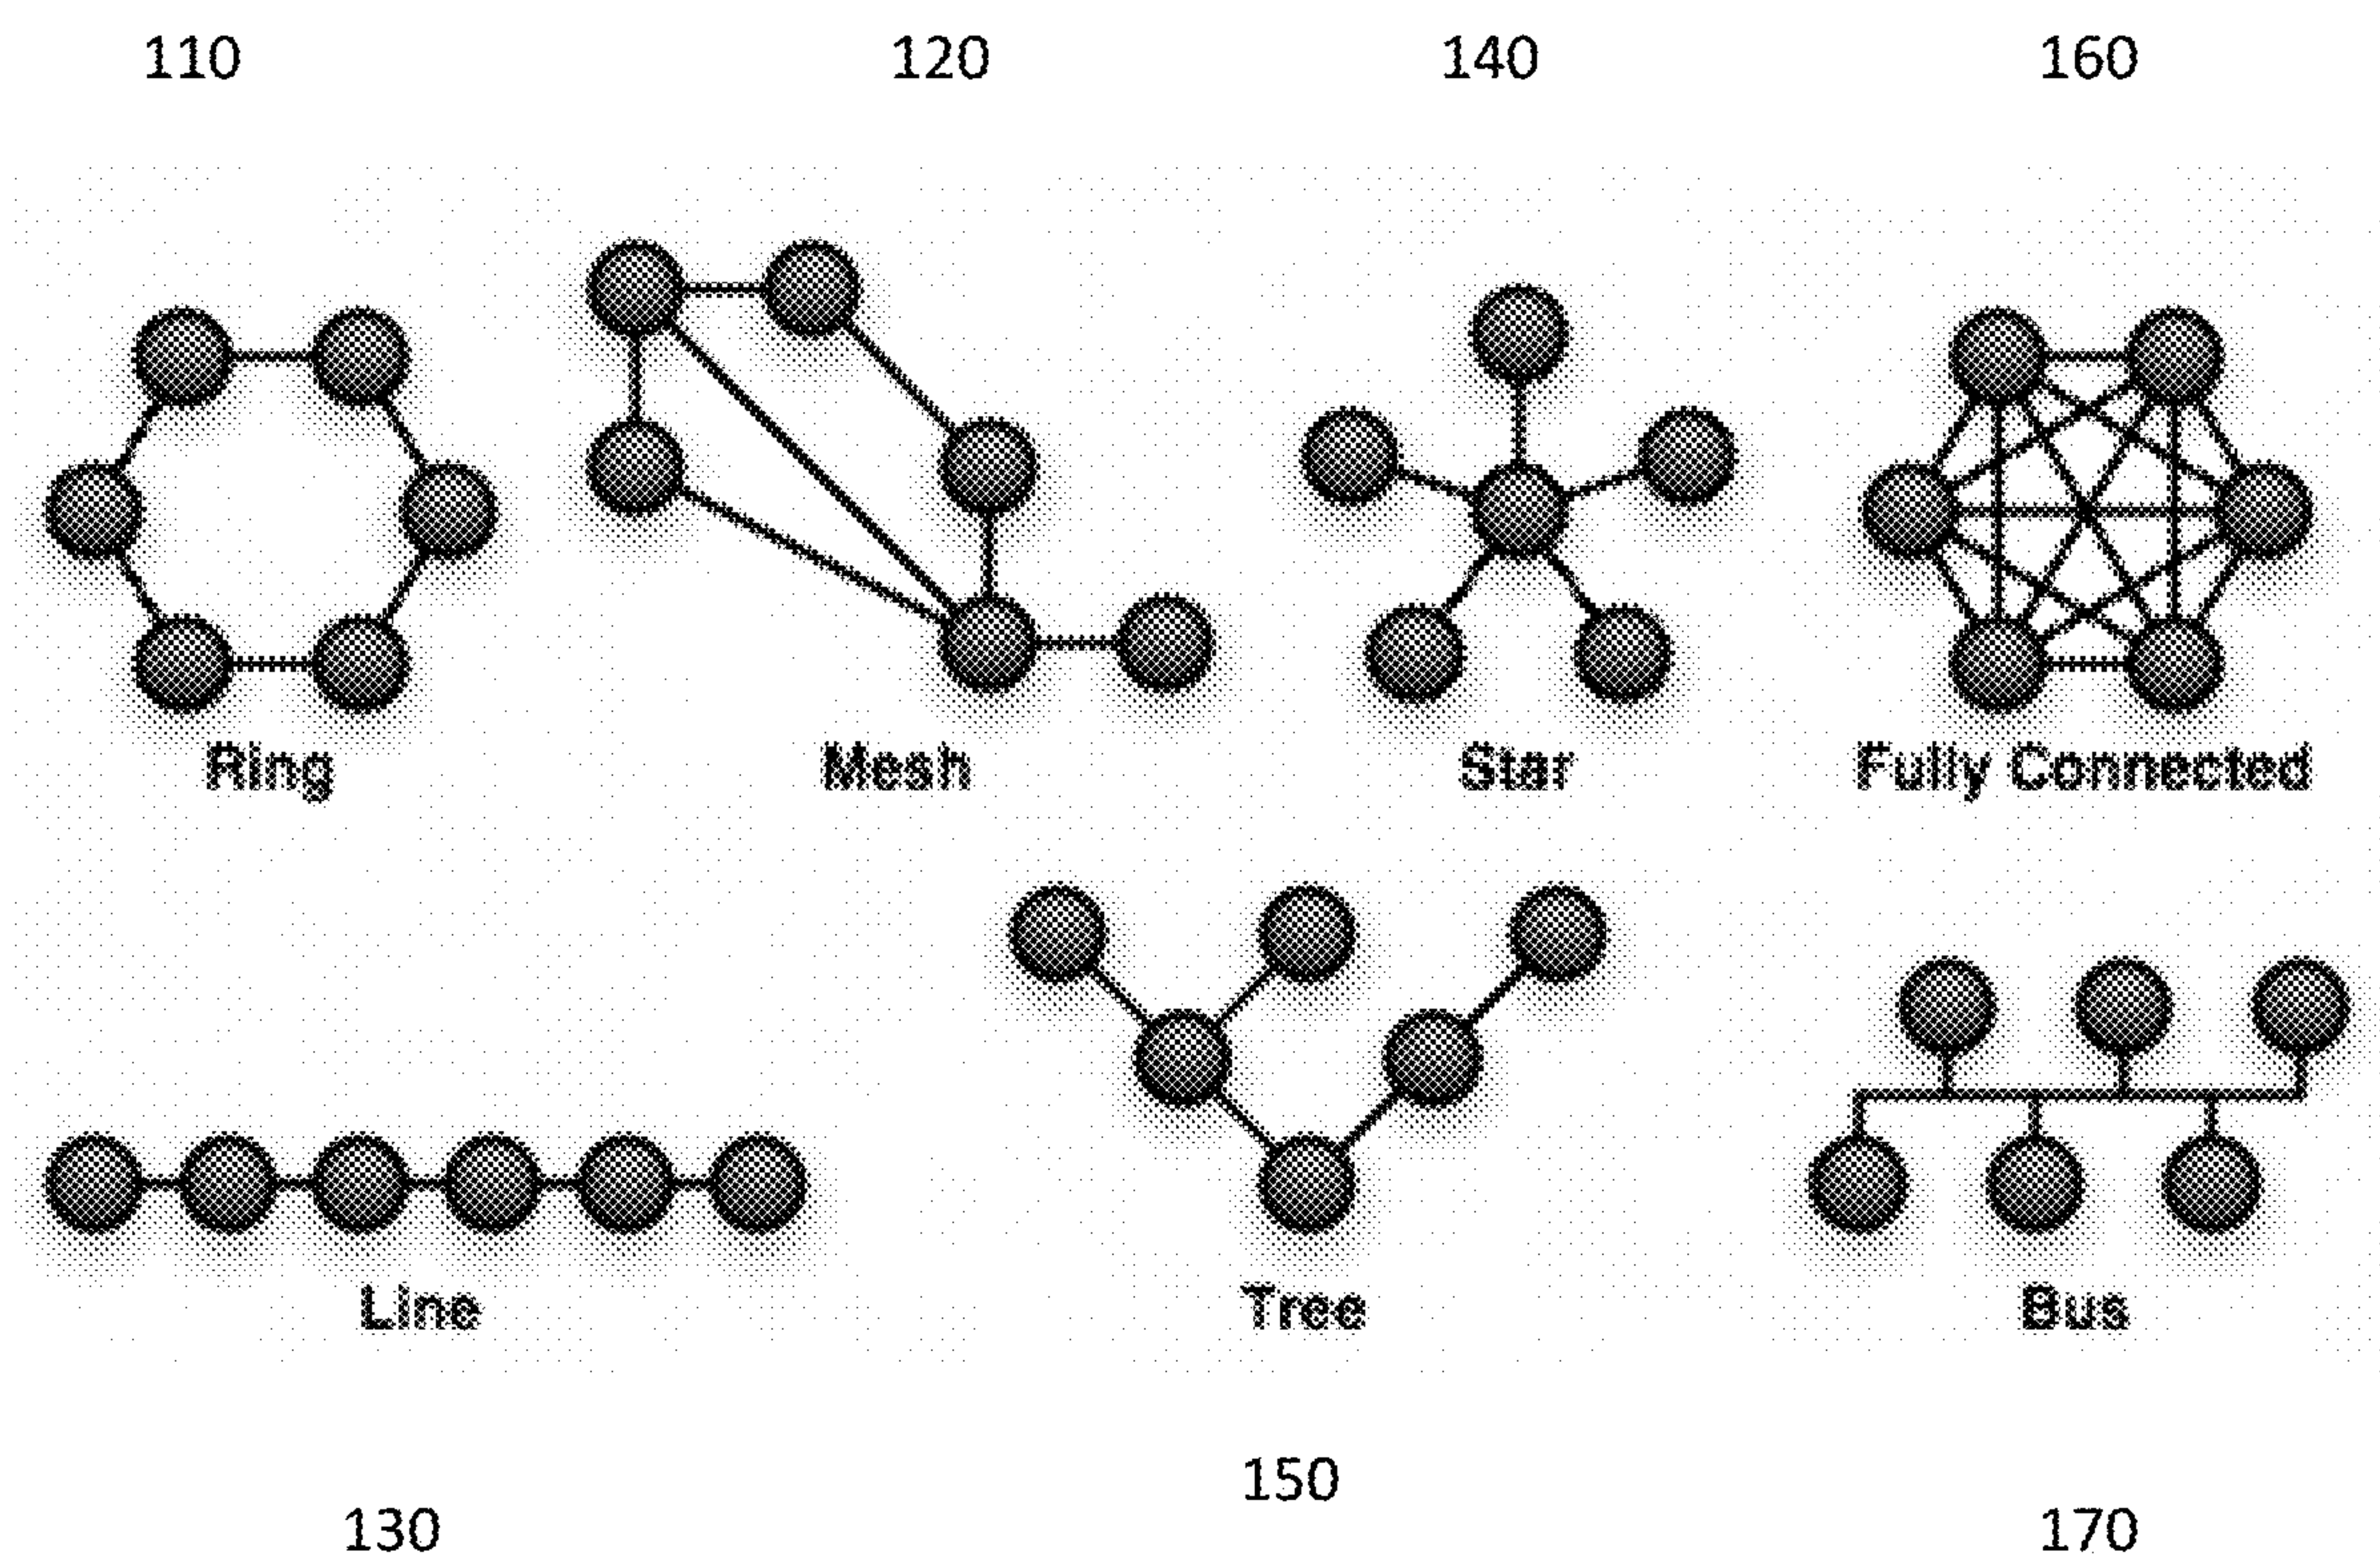 110 120 140 160
Ring Mesh Star Fully Connected
Line Tree Bus
150
130 170